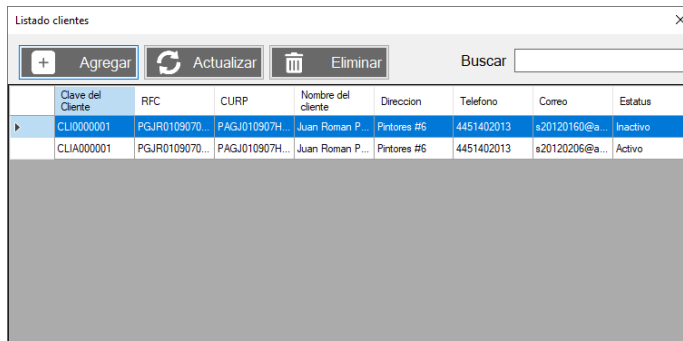 Listado clientes
Agregar Actualizar Eliminar Buscar
Clave del Cliente RFC CURP Nombre del cliente Direccion Telefono Correo Estatus
CLI0000001 PGJR0109070... PAGJ010907H... Juan Roman P... Pintores #6 4451402013 s20120160@a... Inactivo
CLIA000001 PGJR0109070... PAGJ010907H... Juan Roman P... Pintores #6 4451402013 s20120206@a... Activo